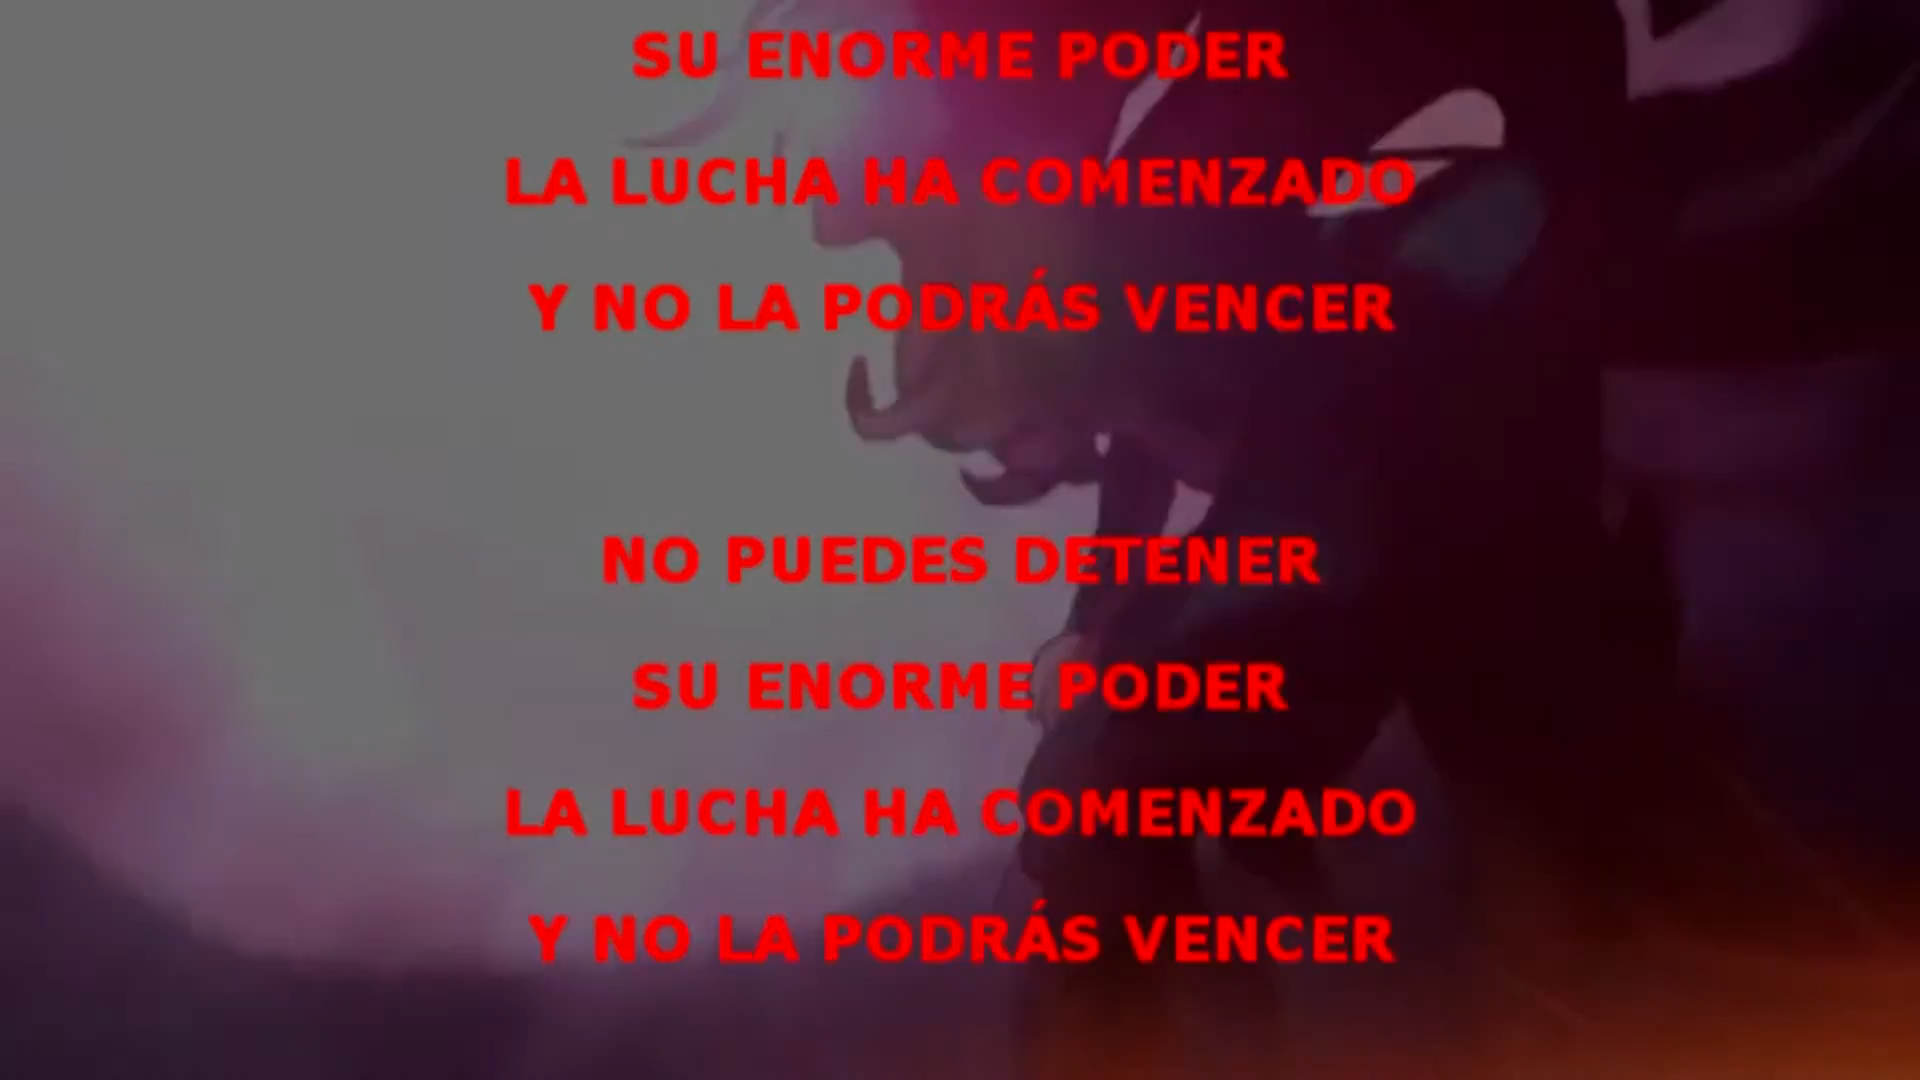 SU ENORME PODER
LA LUCHA HA COMENZADO
Y NO LA PODRÁS VENCER
NO PUEDES DETENER
SU ENORME PODER
LA LUCHA HA COMENZADO
Y NO LA PODRÁS VENCER